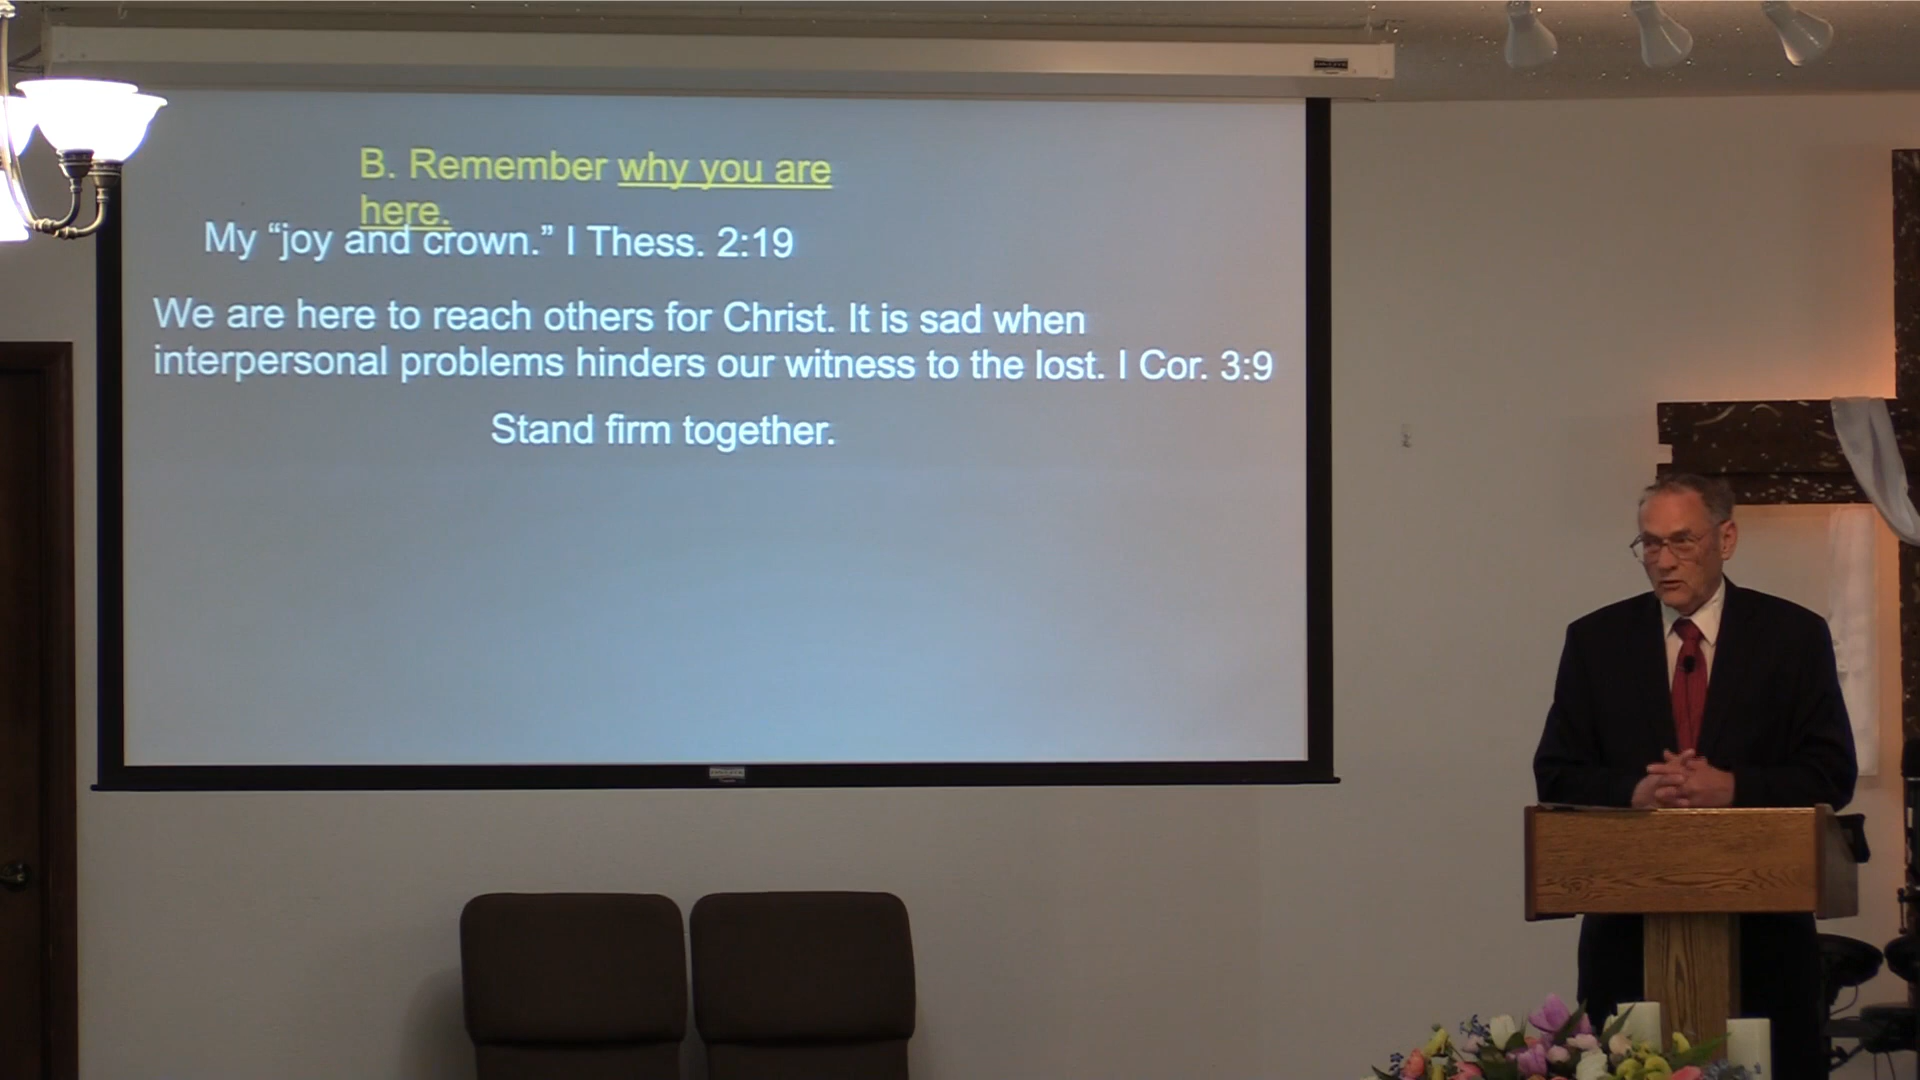 B. Remember why you are
here.
My “joy and crown.” I Thess. 2:19
We are here to reach others for Christ. It is sad when
interpersonal problems hinders our witness to the lost. I Cor. 3:9
Stand firm together.